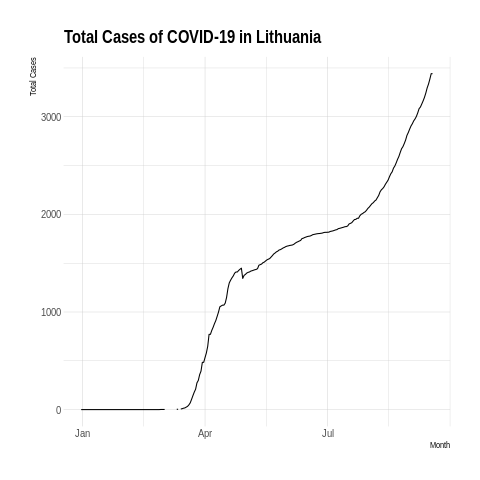 Total Cases of COVID-19 in Lithuania
Total Cases
3000
2000
1000
0
Jan Apr Jul
Month